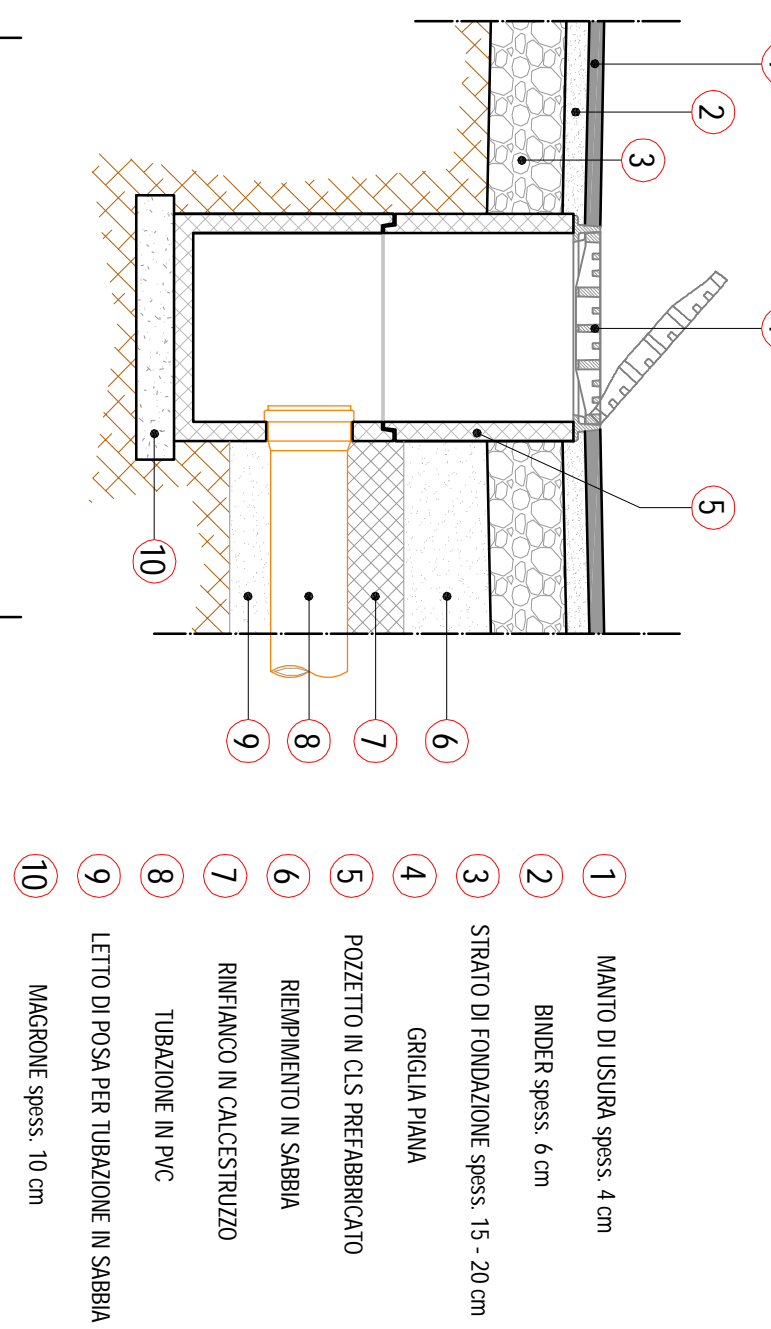 2
3
5
10
9
8
7
6
1 MANTO DI USURA spess. 4 cm
2 BINDER spess. 6 cm
3 STRATO DI FONDAZIONE spess. 15 - 20 cm
4 GRIGLIA PIANA
5 POZZETTO IN CLS PREFABBRICATO
6 RIEMPIMENTO IN SABBIA
7 RINFIANCO IN CALCESTRUZZO
8 TUBAZIONE IN PVC
9 LETTO DI POSA PER TUBAZIONE IN SABBIA
10 MAGRONE spess. 10 cm